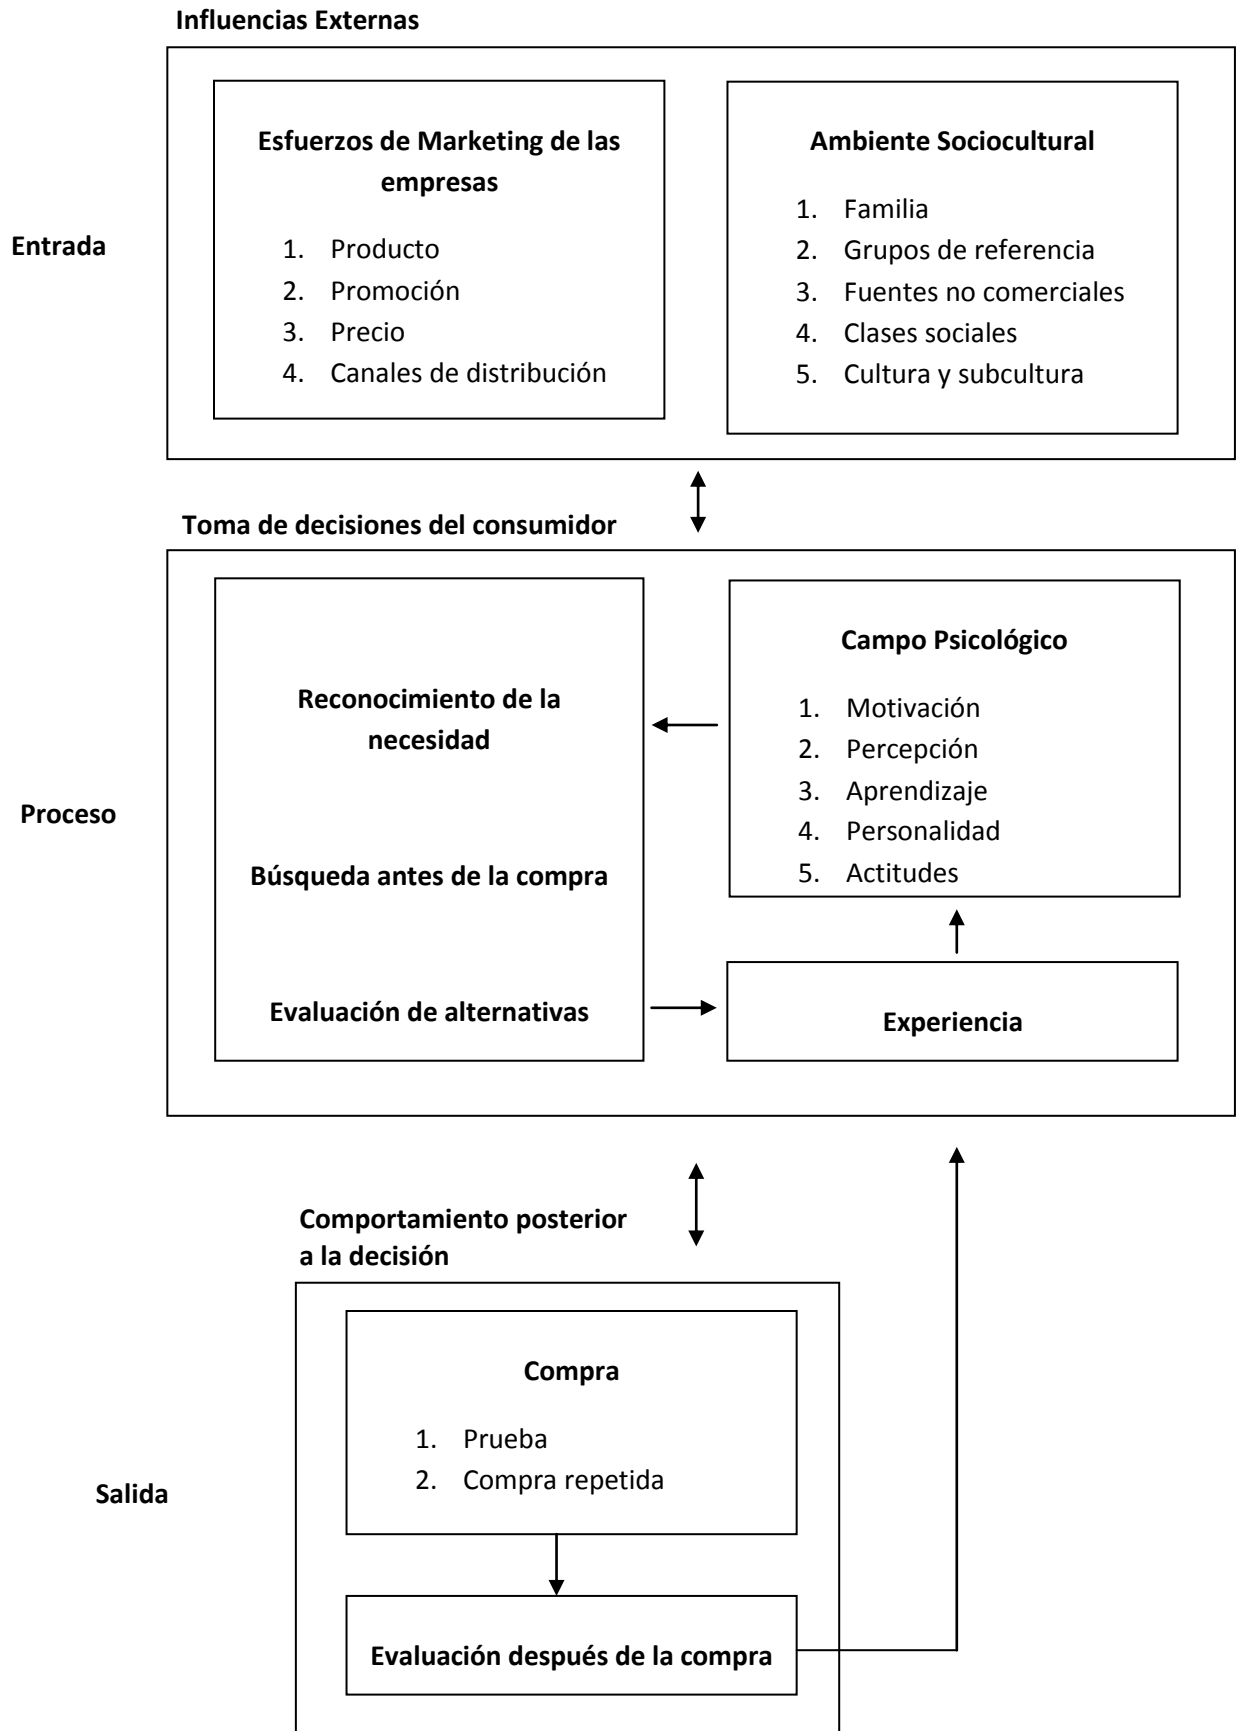 Influencias Externas
Entrada
Esfuerzos de Marketing de las
empresas
1. Producto
2. Promoción
3. Precio
4. Canales de distribución
Ambiente Sociocultural
1. Familia
2. Grupos de referencia
3. Fuentes no comerciales
4. Clases sociales
5. Cultura y subcultura
Toma de decisiones del consumidor
Proceso
Reconocimiento de la
necesidad
Búsqueda antes de la compra
Evaluación de alternativas
Campo Psicológico
1. Motivación
2. Percepción
3. Aprendizaje
4. Personalidad
5. Actitudes
Experiencia
Comportamiento posterior
a la decisión
Salida
Compra
1. Prueba
2. Compra repetida
Evaluación después de la compra